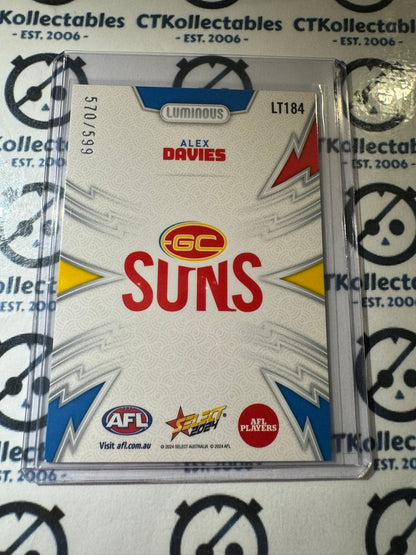 CTKollectables
- EST. 2006 -
CTKollectables
- EST. 2006 -
LUMINOUS
LT184
570/599
ALEX
DAVIES
GC
SUNS
AFL
Visit afl.com.au
SELECT
2024
© 2024 SELECT AUSTRALIA © 2024 AFL
AFL
PLAYERS
CTKollectables
- EST. 2006 -